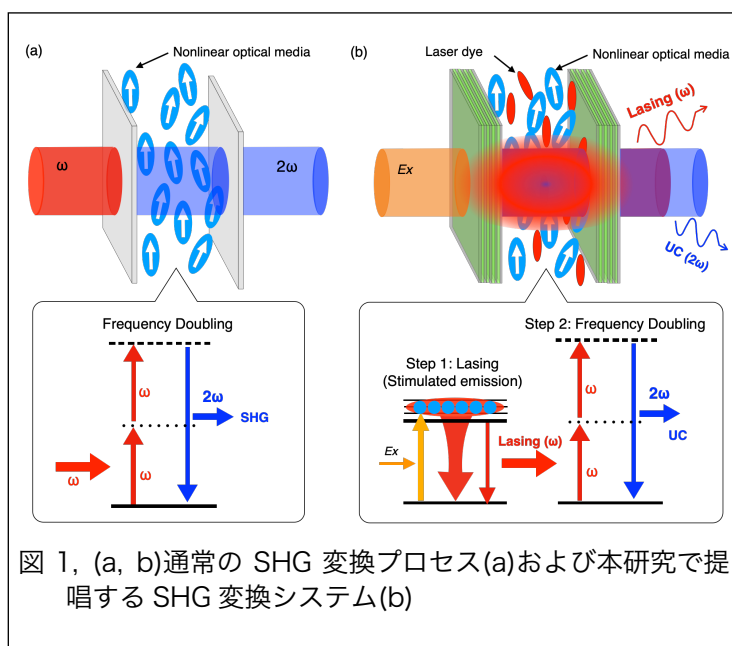 (a)
Nonlinear optical media
ω
2ω
Frequency Doubling
ω
2ω
SHG
ω
ω
(b)
Laser dye
Nonlinear optical media
Lasing (ω)
Ex
UC (2ω)
Step 2: Frequency Doubling
Step 1: Lasing
(Stimulated emission)
Ex
Lasing (ω)
ω
2ω
UC
ω
図 1, (a, b)通常の SHG 変換プロセス(a)および本研究で提
唱する SHG 変換システム(b)